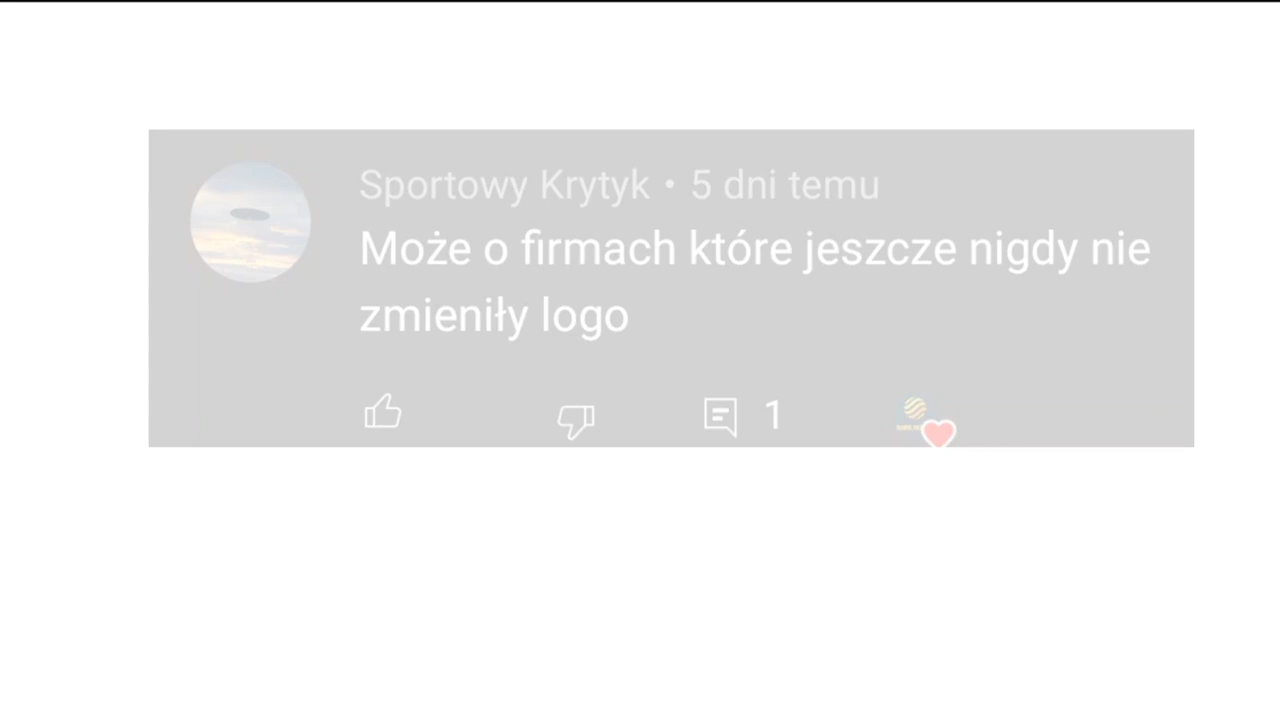 Sportowy Krytyk • 5 dni temu
Może o firmach które jeszcze nigdy nie
zmieniły logo
1